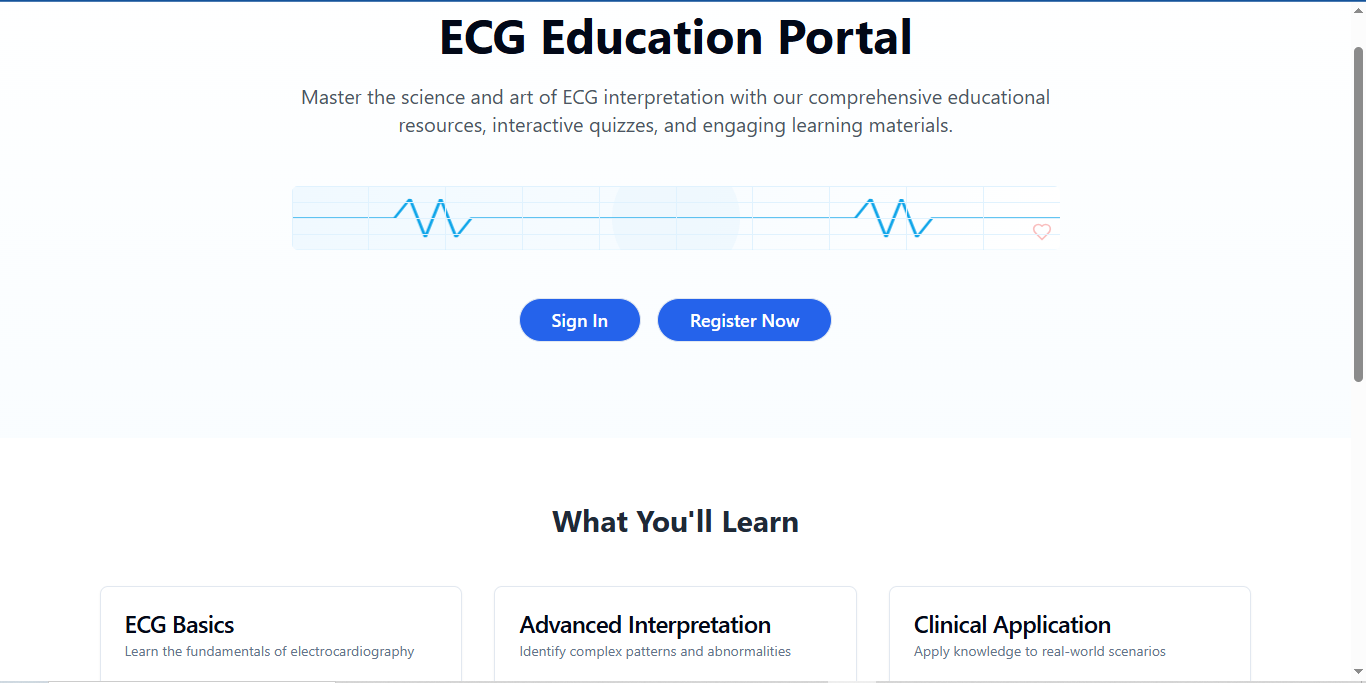 ECG Education Portal
Master the science and art of ECG interpretation with our comprehensive educational
resources, interactive quizzes, and engaging learning materials.
Sign In
Register Now
What You'll Learn
ECG Basics
Learn the fundamentals of electrocardiography
Advanced Interpretation
Identify complex patterns and abnormalities
Clinical Application
Apply knowledge to real-world scenarios